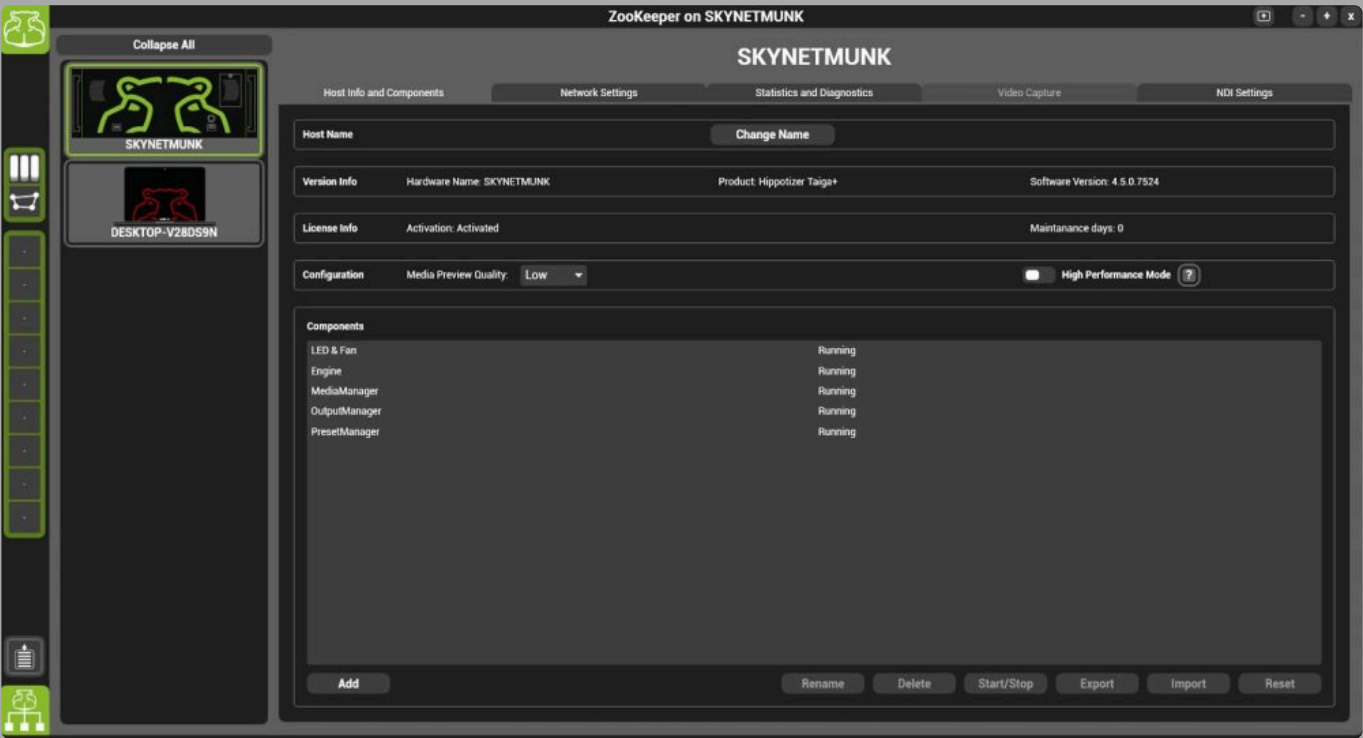 ZooKeeper on SKYNETMUNK
- + x
Collapse All
SKYNETMUNK
DESKTOP-V28DS9N
SKYNETMUNK
Host Info and Components Network Settings Statistics and Diagnostics Video Capture NDI Settings
Host Name Change Name
Version Info Hardware Name: SKYNETMUNK Product: Hippotizer Taiga+ Software Version: 4.5.0.7524
License Info Activation: Activated Maintanance days: 0
Configuration Media Preview Quality: Low High Performance Mode ?
Components
LED & Fan Running
Engine Running
MediaManager Running
OutputManager Running
PresetManager Running
Add Rename Delete Start/Stop Export Import Reset